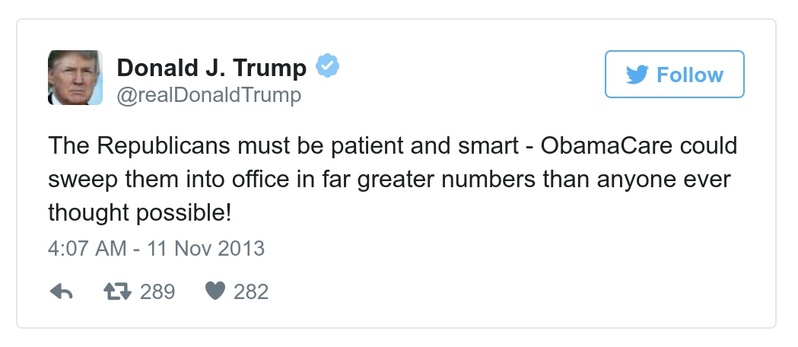 Donald J. Trump
@realDonaldTrump
Follow
The Republicans must be patient and smart - ObamaCare could
sweep them into office in far greater numbers than anyone ever
thought possible!
4:07 AM - 11 Nov 2013
289 282